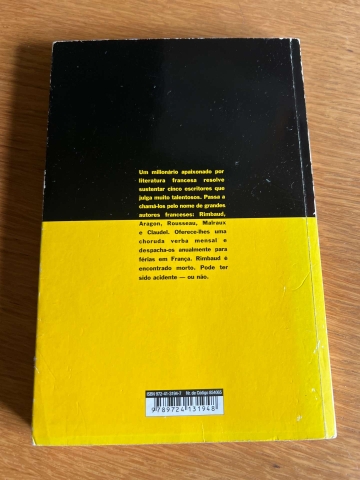 Um milionário apaixonado por
literatura francesa resolve
sustentar cinco escritores que
julga muito talentosos. Passa a
chamá-los pelo nome de grandes
autores franceses: Rimbaud,
Aragon, Rousseau, Malraux
e Claudel. Oferece-lhes uma
choruda verba mensal e
despacha-os anualmente para
férias em França. Rimbaud é
encontrado morto. Pode ter
sido acidente — ou não.
9789724131948